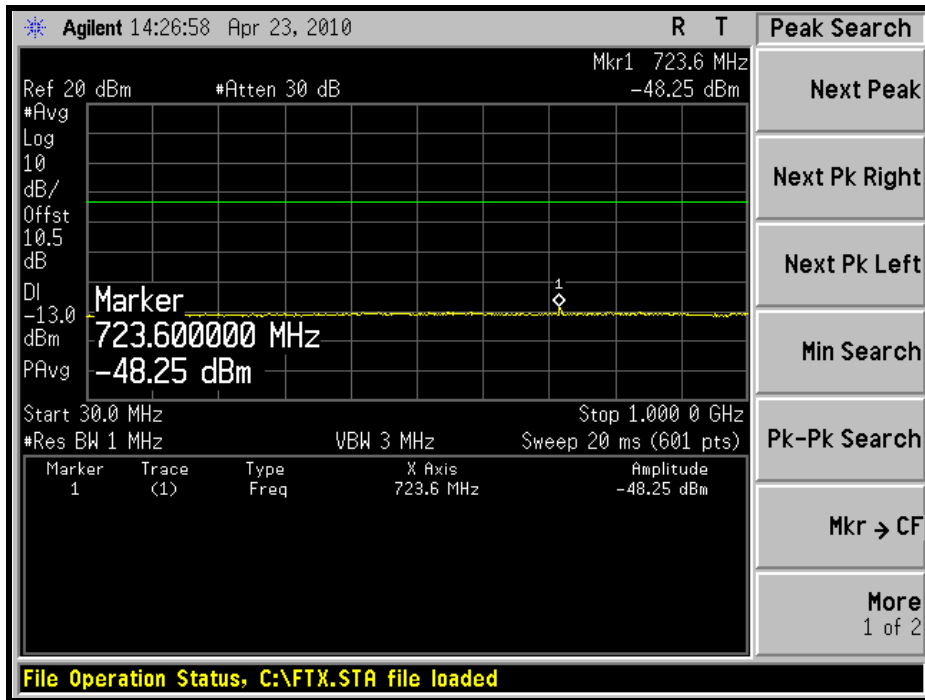 Agilent 14:26:58 Apr 23, 2010 R T
Peak Search
Mkr1 723.6 MHz
Ref 20 dBm #Atten 30 dB -48.25 dBm
#Avg
Log
10
dB/
Offst
10.5
dB
DI
-13.0
dBm
PAvg
1
Marker
723.600000 MHz
-48.25 dBm
Start 30.0 MHz Stop 1.000 0 GHz
#Res BW 1 MHz VBW 3 MHz Sweep 20 ms (601 pts)
Marker Trace Type X Axis Amplitude
1 (1) Freq 723.6 MHz -48.25 dBm
Next Peak
Next Pk Right
Next Pk Left
Min Search
Pk-Pk Search
Mkr → CF
More
1 of 2
File Operation Status, C:\FTX.STA file loaded